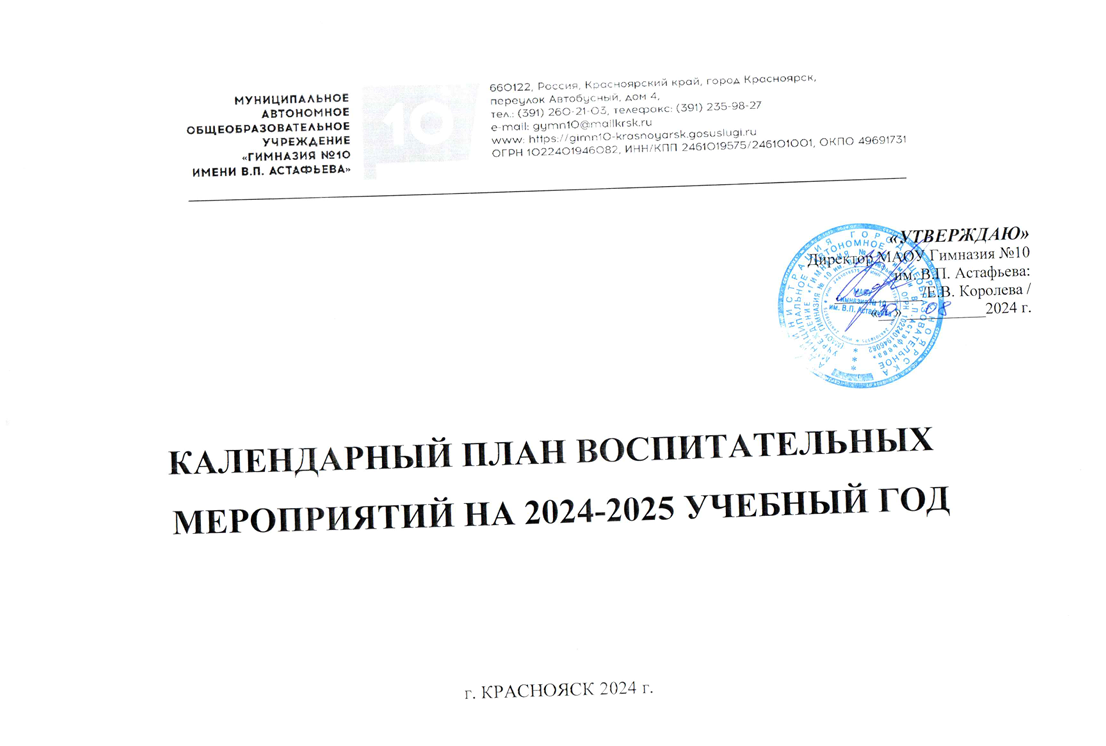 МУНИЦИПАЛЬНОЕ
АВТОНОМНОЕ
ОБЩЕОБРАЗОВАТЕЛЬНОЕ
УЧРЕЖДЕНИЕ
«ГИМНАЗИЯ №10
ИМЕНИ В.П. АСТАФЬЕВА»
10
660122, Россия, Красноярский край, город Красноярск,
переулок Автобусный, дом 4,
тел.: (391) 260-21-03, телефакс: (391) 235-98-27
e-mail: gymn10@mailkrsk.ru
www: https://gimn10-krasnoyarsk.gosuslugi.ru
ОГРН 1022401946082, ИНН/КПП 2461019575/246101001, ОКПО 49691731
«УТВЕРЖДАЮ»
Директор МАОУ Гимназия №10
им. В.П. Астафьева:
/Е.В. Королева /
«30» 08 2024 г.
КАЛЕНДАРНЫЙ ПЛАН ВОСПИТАТЕЛЬНЫХ
МЕРОПРИЯТИЙ НА 2024-2025 УЧЕБНЫЙ ГОД
г. КРАСНОЯСК 2024 г.